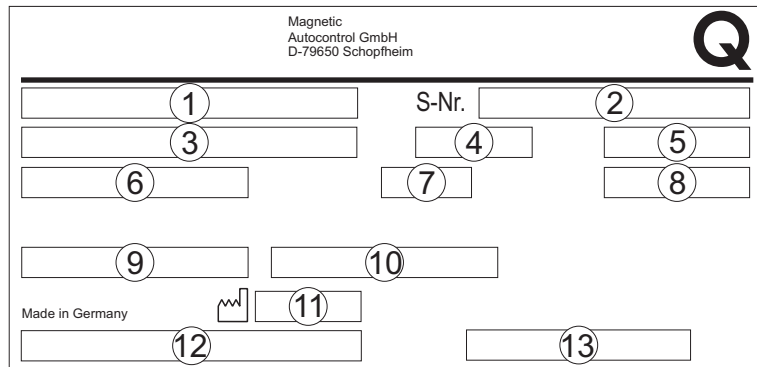 Magnetic
Autocontrol GmbH
D-79650 Schopfheim
Q
1 S-Nr. 2
3 4 5
6 7 8
9 10
Made in Germany 11
12 13